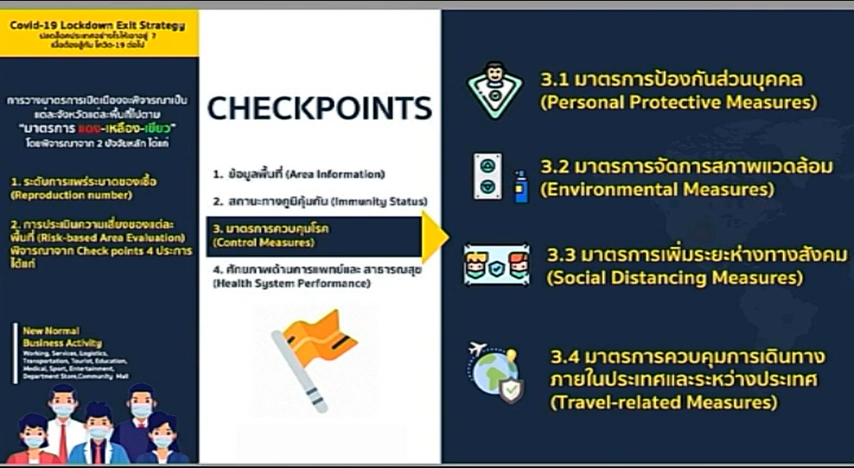 Covid-19 Lockdown Exit Strategy
ปลดล็อคประเทศอย่างไรให้เอาอยู่ ?
เมื่อต้องสู้กับ โควิด-19 ต่อไป
การวางมาตรการเปิดเมืองจะพิจารณาเป็น
แต่ละจังหวัดแต่ละพื้นที่ไปตาม
"มาตรการ แดง-เหลือง-เขียว"
โดยพิจารณาจาก 2 ปัจจัยหลัก ได้แก่
1. ระดับการแพร่ระบาดของเชื้อ
(Reproduction number)
2. การประเมินความเสี่ยงของแต่ละ
พื้นที่ (Risk-based Area Evaluation)
พิจารณาจาก Check points 4 ประการ
ได้แก่
New Normal
Business Activity
Working, Services, Logistics,
Transportation, Tourist, Education,
Medical, Sport, Entertainment,
Department Store,Community Mall
CHECKPOINTS
1. ข้อมูลพื้นที่ (Area Information)
2. สถานะทางภูมิคุ้มกัน (Immunity Status)
3. มาตรการควบคุมโรค
(Control Measures)
4. ศักยภาพด้านการแพทย์และ สาธารณสุข
(Health System Performance)
3.1 มาตรการป้องกันส่วนบุคคล
(Personal Protective Measures)
3.2 มาตรการจัดการสภาพแวดล้อม
(Environmental Measures)
3.3 มาตรการเพิ่มระยะห่างทางสังคม
(Social Distancing Measures)
3.4 มาตรการควบคุมการเดินทาง
ภายในประเทศและระหว่างประเทศ
(Travel-related Measures)